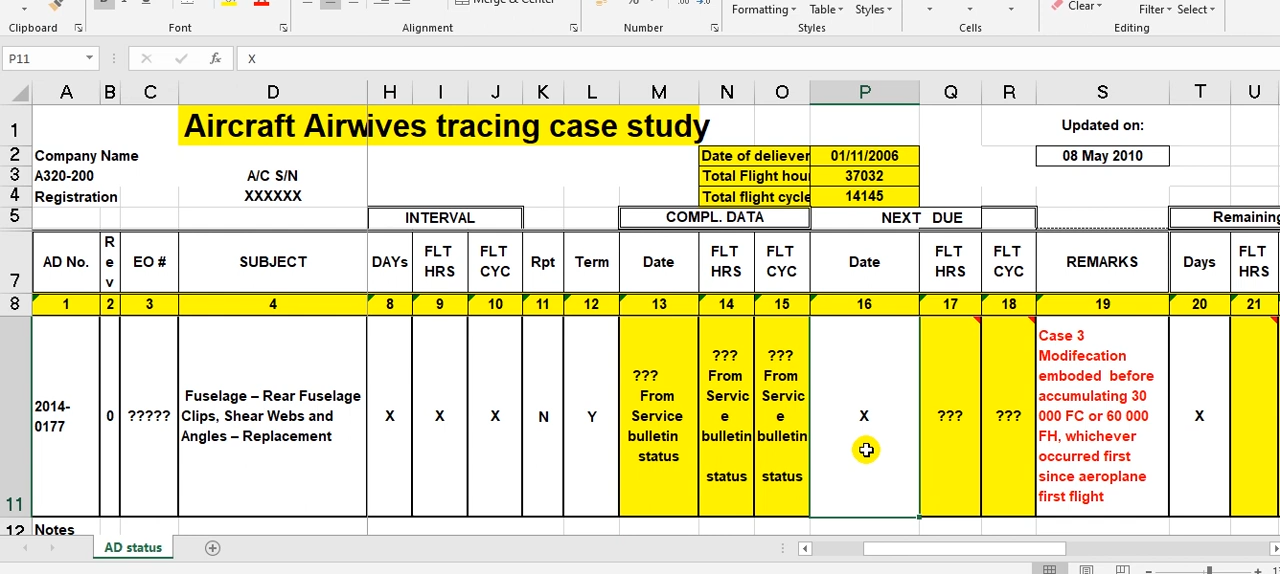 Merge & Center
%
.00
Formatting Table Styles
Clear
Filter Select
Clipboard Font Alignment Number Styles Cells Editing
P11 fx X
A B C D H I J K L M N O P Q R S T U
1 Aircraft Airwives tracing case study Updated on:
2 Company Name Date of deliever 01/11/2006 08 May 2010
3 A320-200 A/C S/N Total Flight hou 37032
4 Registration XXXXXX Total flight cycle 14145
5 INTERVAL COMPL. DATA NEXT DUE Remaining
7 AD No. Rev EO # SUBJECT DAYs FLT HRS FLT CYC Rpt Term Date FLT HRS FLT CYC Date FLT HRS FLT CYC REMARKS Days FLT HRS
8 1 2 3 4 8 9 10 11 12 13 14 15 16 17 18 19 20 21
11
2014-
0177
0
?????
Fuselage – Rear Fuselage
Clips, Shear Webs and
Angles – Replacement
X X X N Y
???
From
Service
bulletin
status
???
From
Servic
e
bulletin
status
???
From
Servic
e
bulletin
status
X
???
???
Case 3
Modifecation
emboded before
accumulating 30
000 FC or 60 000
FH, whichever
occurred first
since aeroplane
first flight
X
12 Notes
AD status